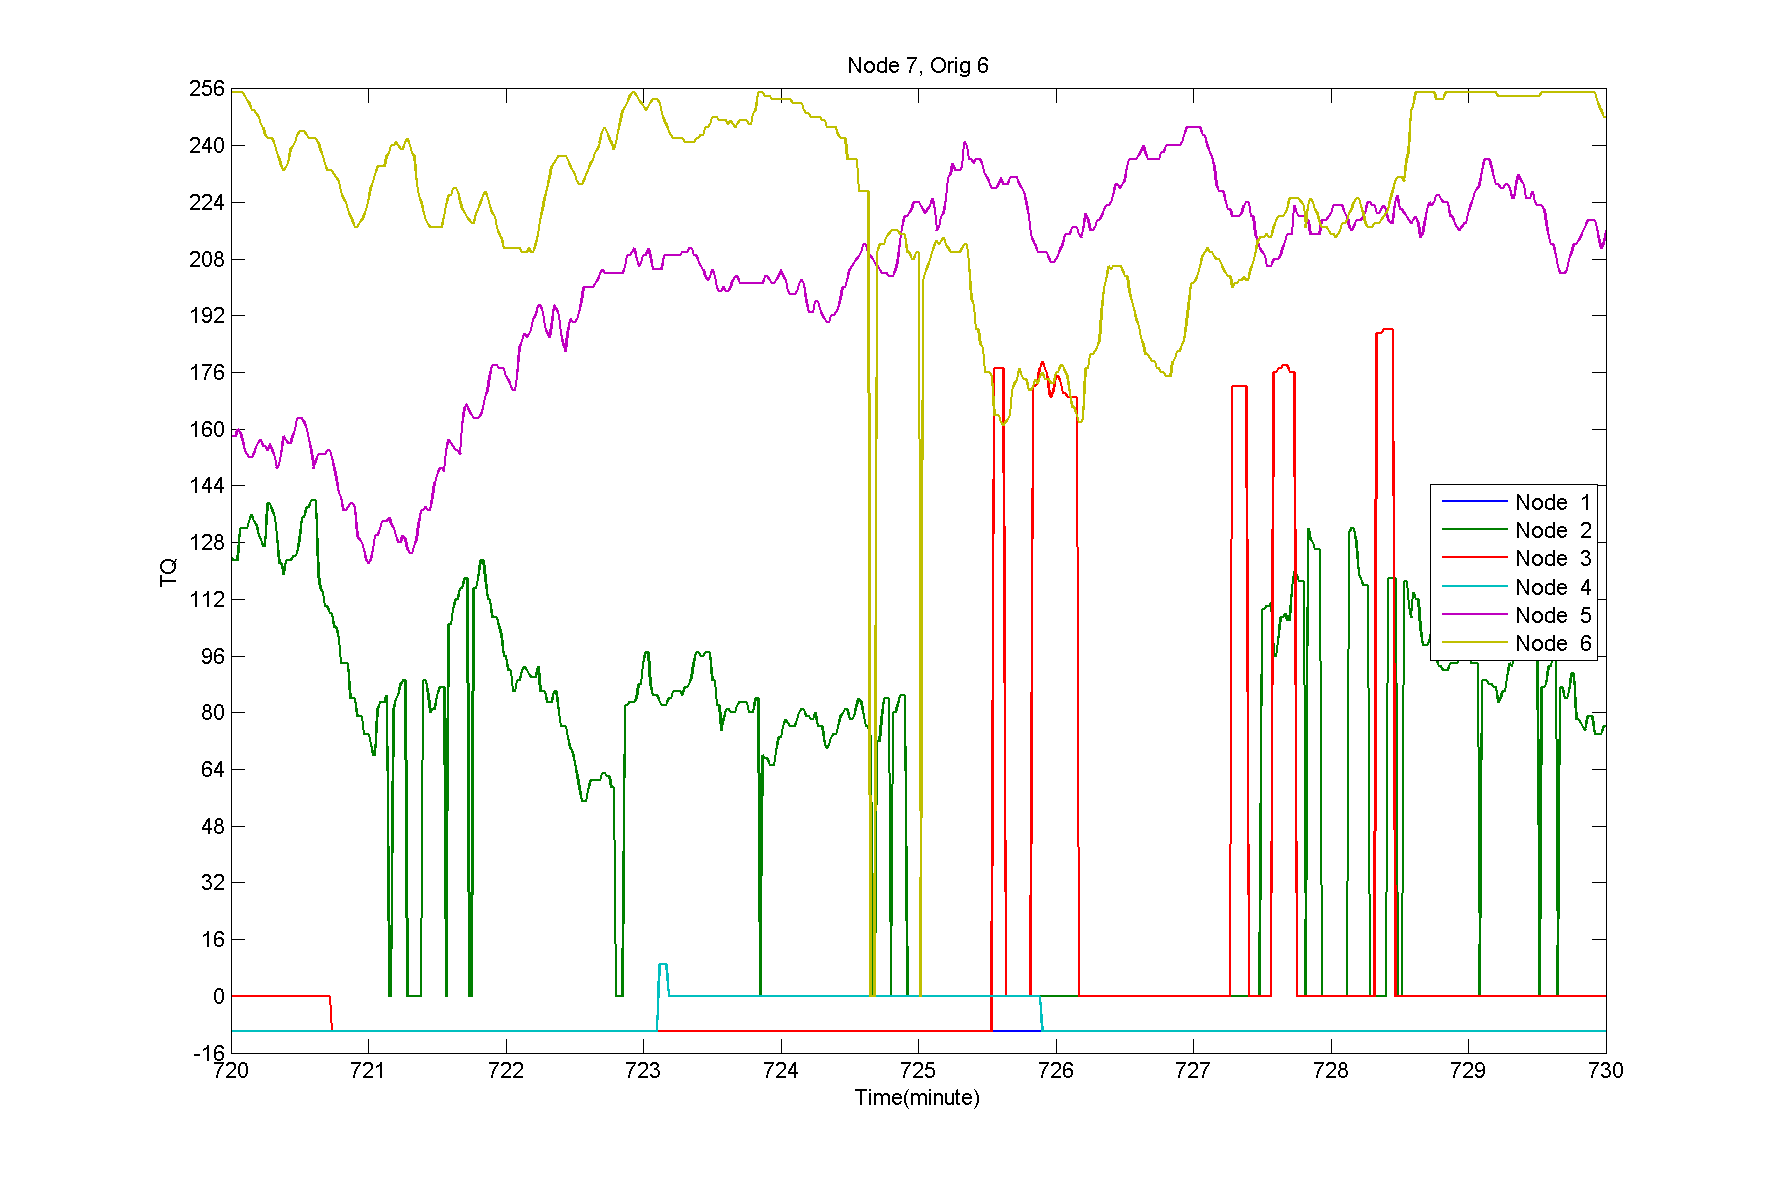 Node 7, Orig 6
256
240
224
208
192
176
160
144
128
112
96
80
64
48
32
16
0
-16
TQ
Node 1
Node 2
Node 3
Node 4
Node 5
Node 6
720 721 722 723 724 725 726 727 728 729 730
Time(minute)